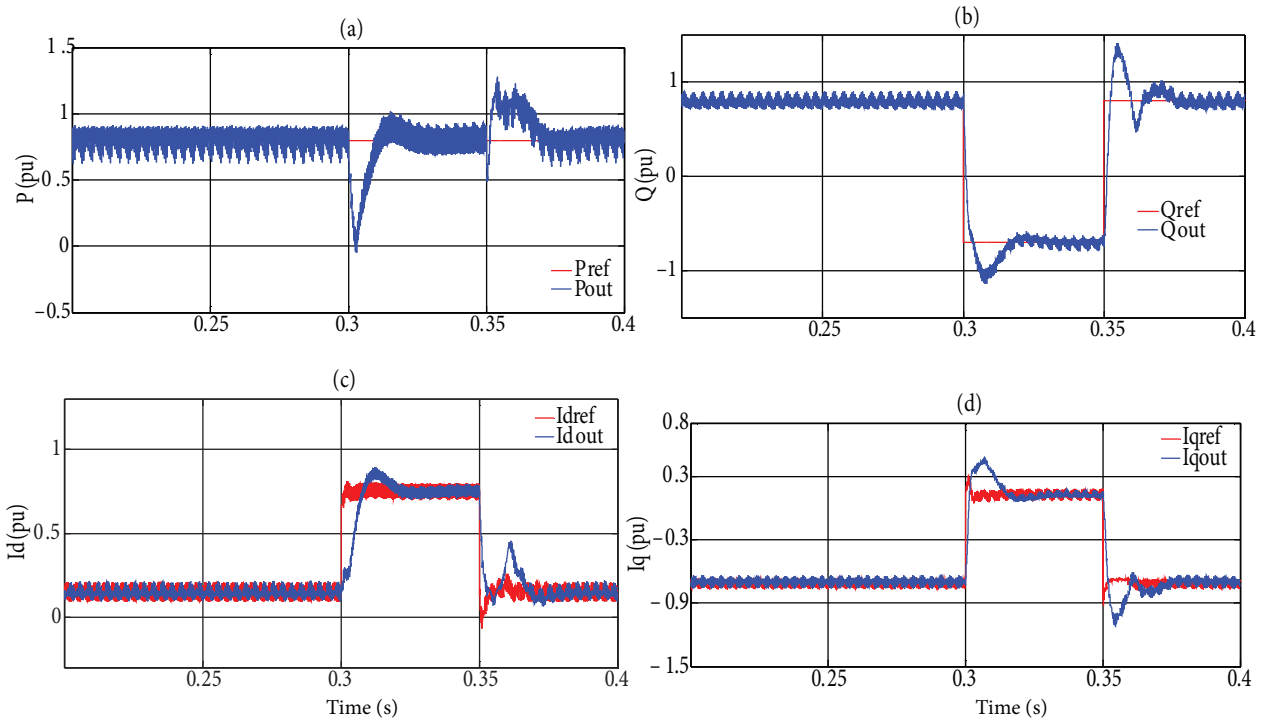 (a)
1.5
1
0.5
0
−0.5
P (pu)
Pref
Pout
0.25
0.3
0.35
0.4
(b)
1
0
−1
Q (pu)
Qref
Qout
0.25
0.3
0.35
0.4
(c)
1
0.5
0
Id (pu)
Idref
Idout
0.25
0.3
0.35
0.4
Time (s)
(d)
0.8
0.3
−0.3
−0.9
−1.5
Iq (pu)
Iqref
Iqout
0.25
0.3
0.35
0.4
Time (s)